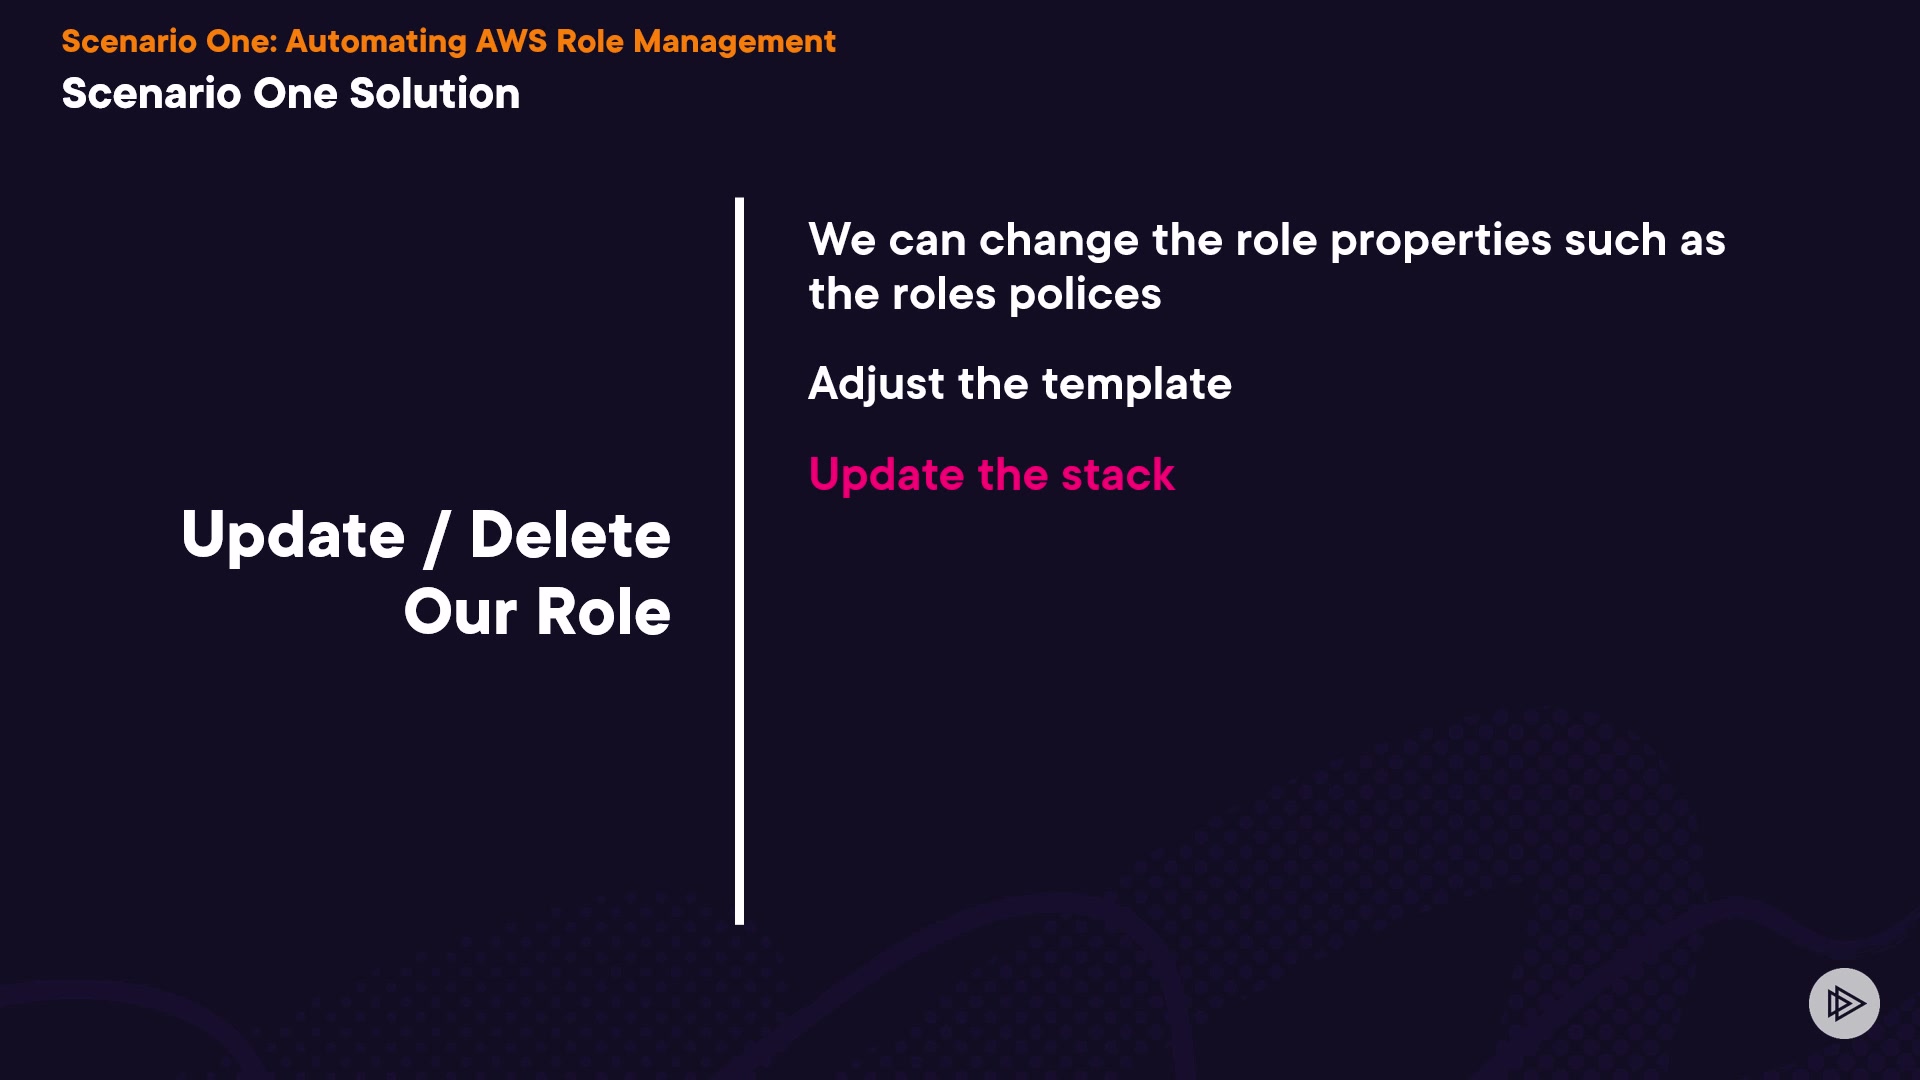 Scenario One: Automating AWS Role Management
Scenario One Solution
Update / Delete
Our Role
We can change the role properties such as
the roles polices
Adjust the template
Update the stack